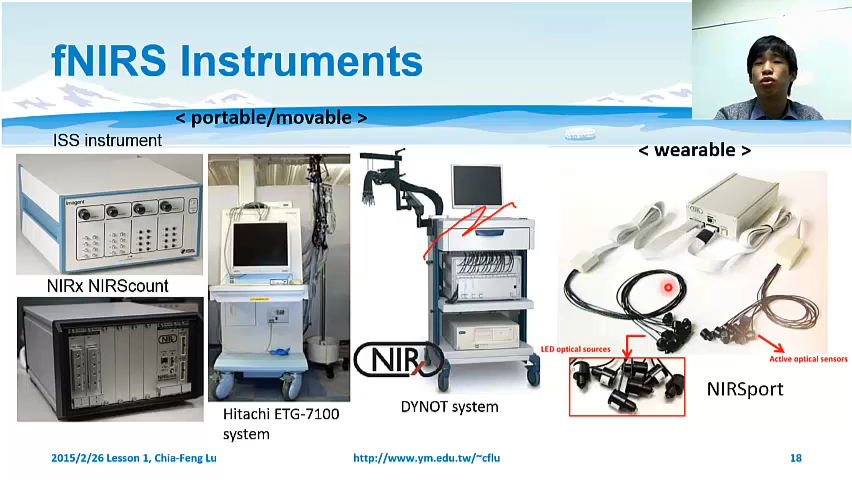 fNIRS Instruments
< portable/movable >
ISS instrument
< wearable >
Imagent
NIRx NIRScount
LED optical sources
Active optical sensors
NIRx
NIRSport
Hitachi ETG-7100
system
DYNOT system
2015/2/26 Lesson 1, Chia-Feng Lu
http://www.ym.edu.tw/~cflu
18